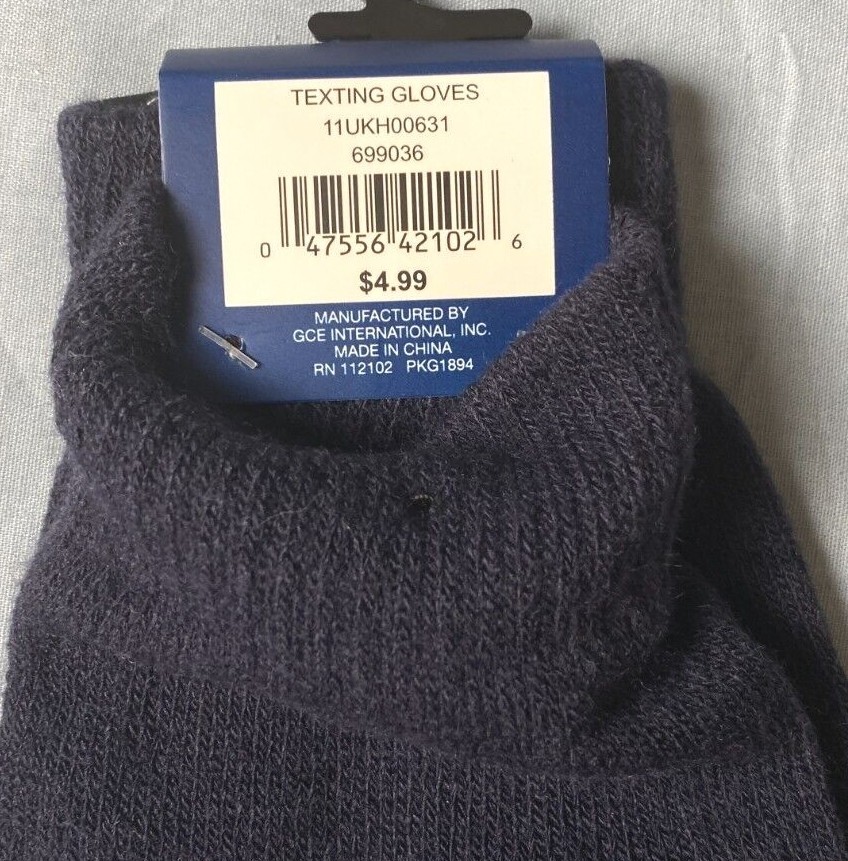 TEXTING GLOVES
11UKH00631
699036
0 47556 42102 6
$4.99
MANUFACTURED BY
GCE INTERNATIONAL, INC.
MADE IN CHINA
RN 112102 PKG1894